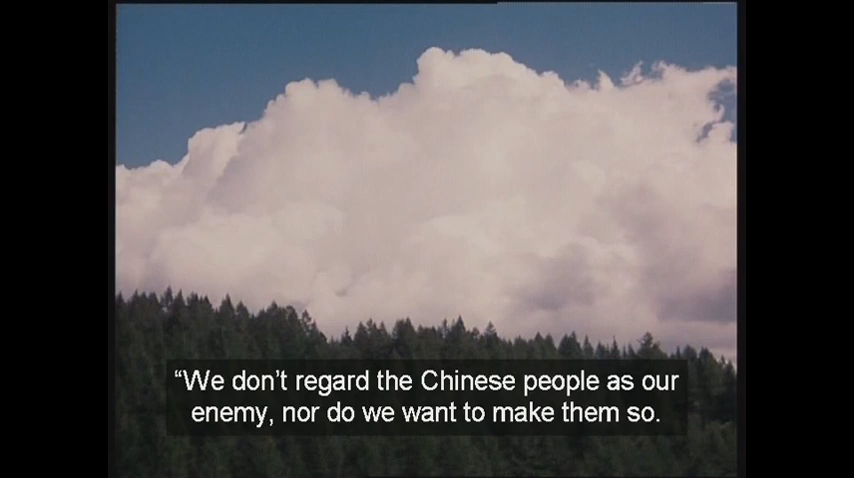 “We don’t regard the Chinese people as our
enemy, nor do we want to make them so.